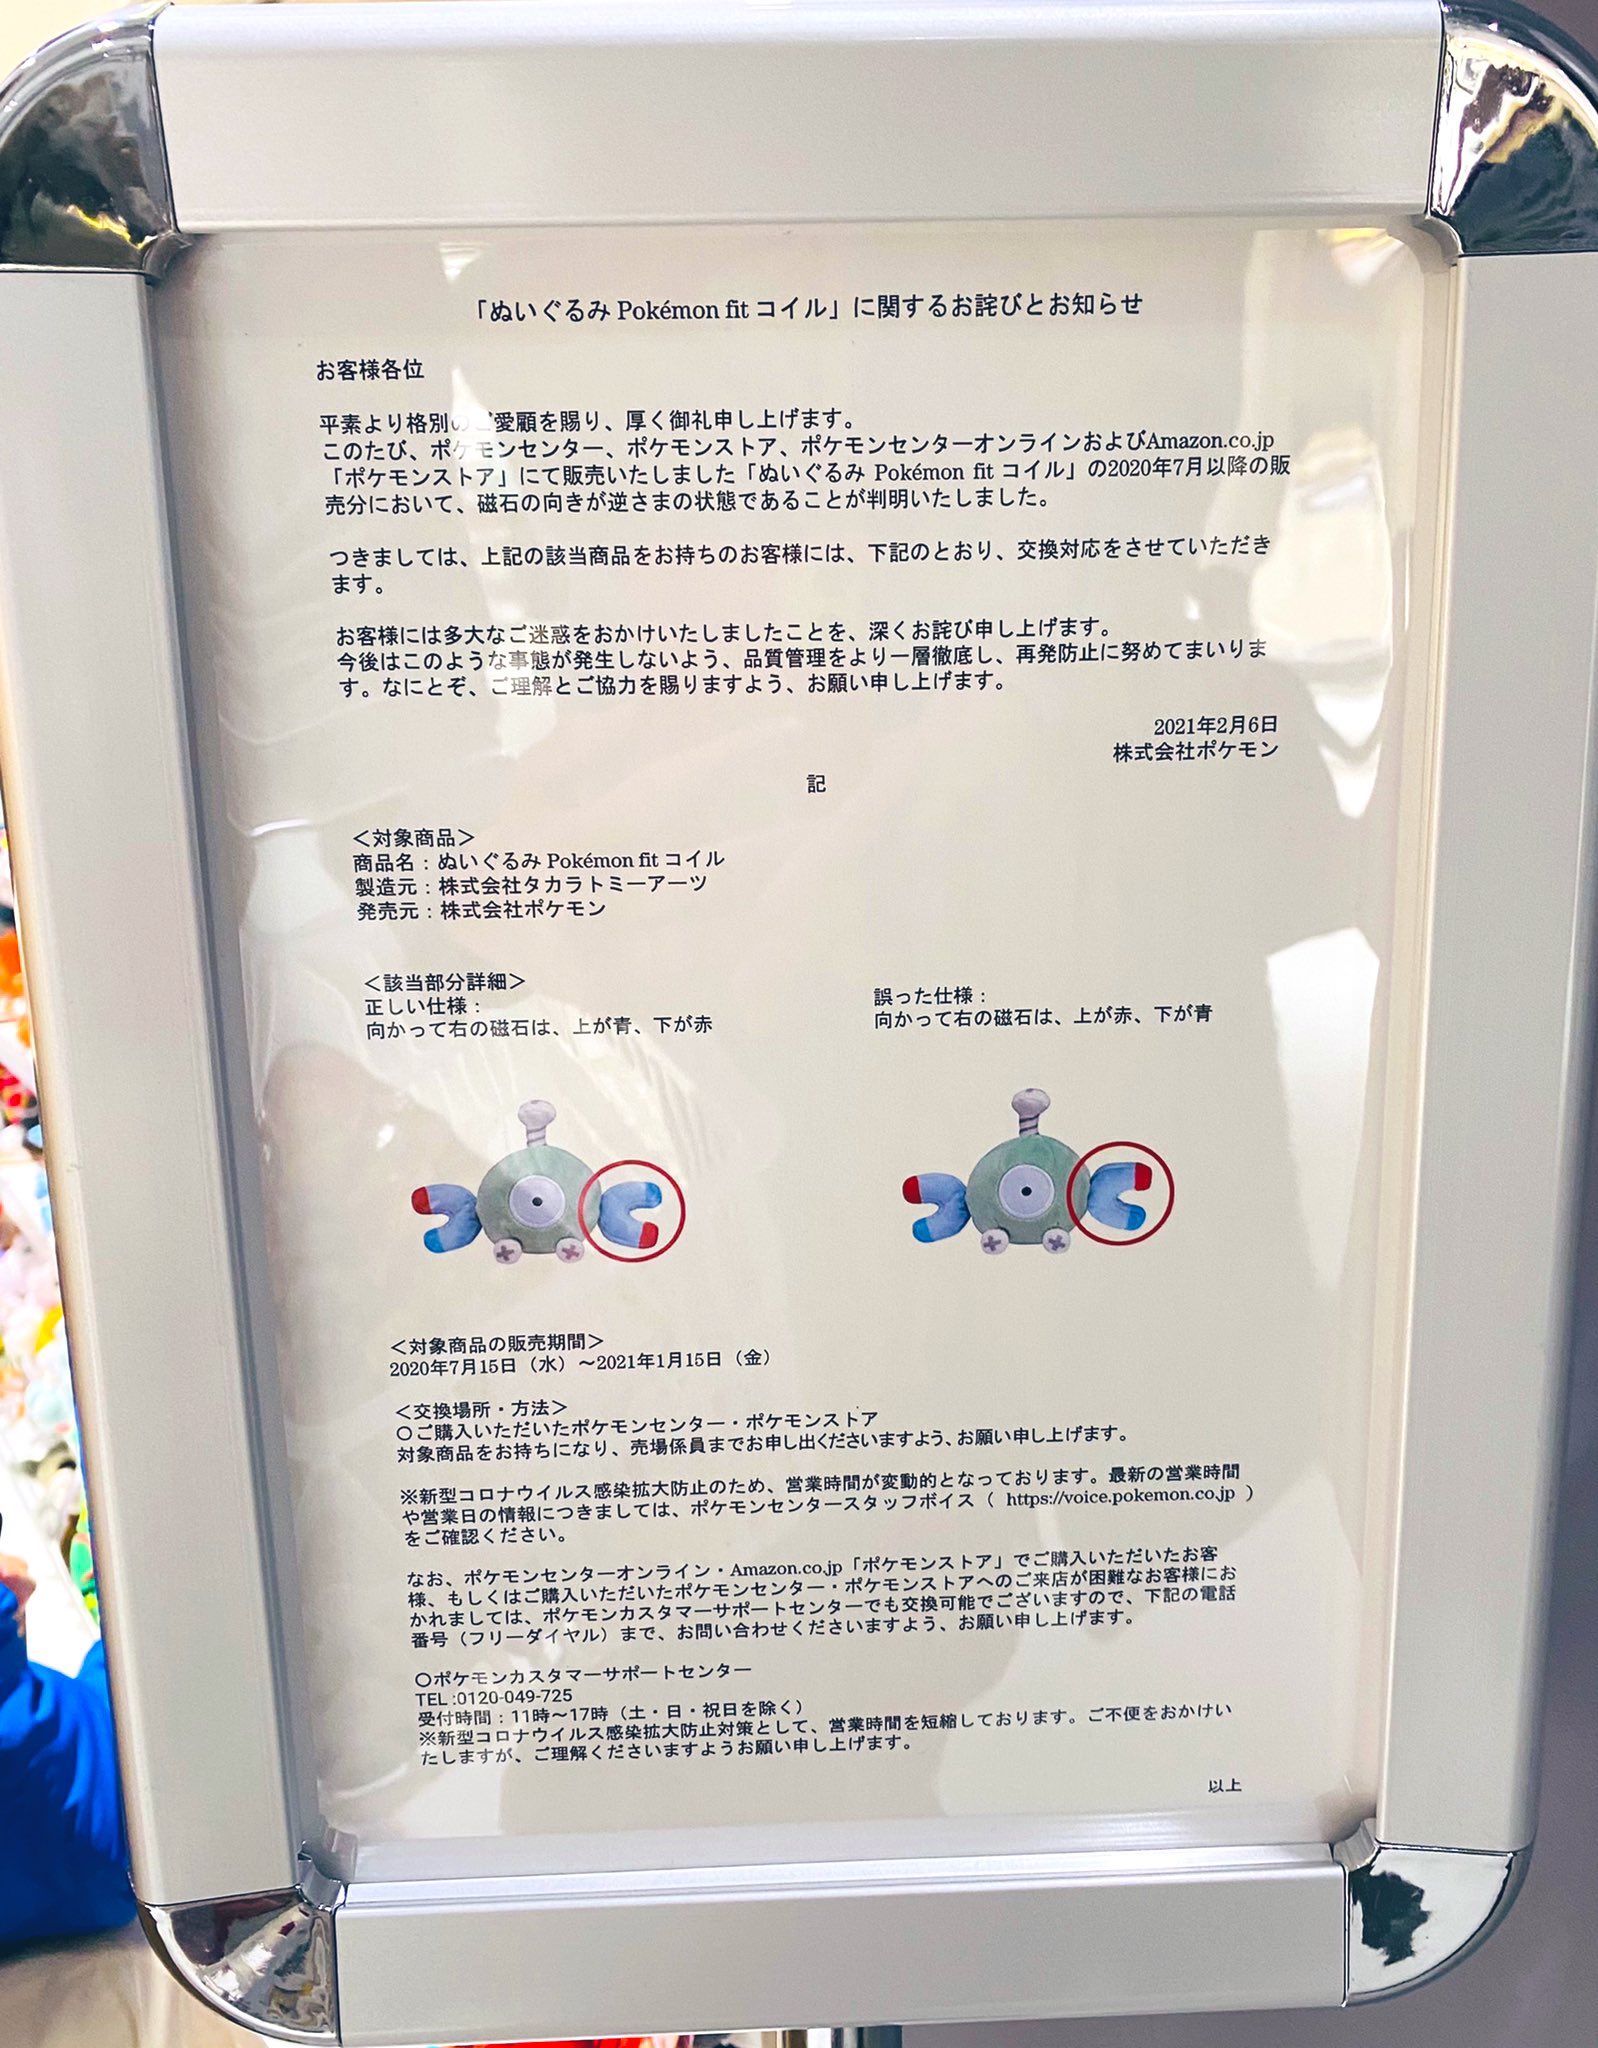 「ぬいぐるみ Pokémon fit コイル」に関するお詫びとお知らせ
お客様各位
平素より格別のご愛顧を賜り、厚く御礼申し上げます。
このたび、ポケモンセンター、ポケモンストア、ポケモンセンターオンラインおよびAmazon.co.jp
「ポケモンストア」にて販売いたしました「ぬいぐるみ Pokémon fit コイル」の2020年7月以降の販
売分において、磁石の向きが逆さまの状態であることが判明いたしました。
つきましては、上記の該当商品をお持ちのお客様には、下記のとおり、交換対応をさせていただき
ます。
お客様には多大なご迷惑をおかけいたしましたことを、深くお詫び申し上げます。
今後はこのような事態が発生しないよう、品質管理をより一層徹底し、再発防止に努めてまいりま
す。なにとぞ、ご理解とご協力を賜りますよう、お願い申し上げます。
2021年2月6日
株式会社ポケモン
記
＜対象商品＞
商品名：ぬいぐるみ Pokémon fit コイル
製造元：株式会社タカラトミーアーツ
発売元：株式会社ポケモン
＜該当部分詳細＞
正しい仕様：
向かって右の磁石は、上が青、下が赤
誤った仕様：
向かって右の磁石は、上が赤、下が青
＜対象商品の販売期間＞
2020年7月15日（水）～2021年1月15日（金）
＜交換場所・方法＞
○ご購入いただいたポケモンセンター・ポケモンストア
対象商品をお持ちになり、売場係員までお申し出くださいますよう、お願い申し上げます。
※新型コロナウイルス感染拡大防止のため、営業時間が変動的となっております。最新の営業時間
や営業日の情報につきましては、ポケモンセンタースタッフボイス（ https://voice.pokemon.co.jp ）
をご確認ください。
なお、ポケモンセンターオンライン・Amazon.co.jp「ポケモンストア」でご購入いただいたお客
様、もしくはご購入いただいたポケモンセンター・ポケモンストアへのご来店が困難なお客様にお
かれましては、ポケモンカスタマーサポートセンターでも交換可能でございますので、下記の電話
番号（フリーダイヤル）まで、お問い合わせくださいますよう、お願い申し上げます。
○ポケモンカスタマーサポートセンター
TEL :0120-049-725
受付時間：11時～17時（土・日・祝日を除く）
※新型コロナウイルス感染拡大防止対策として、営業時間を短縮しております。ご不便をおかけい
たしますが、ご理解くださいますようお願い申し上げます。
以上